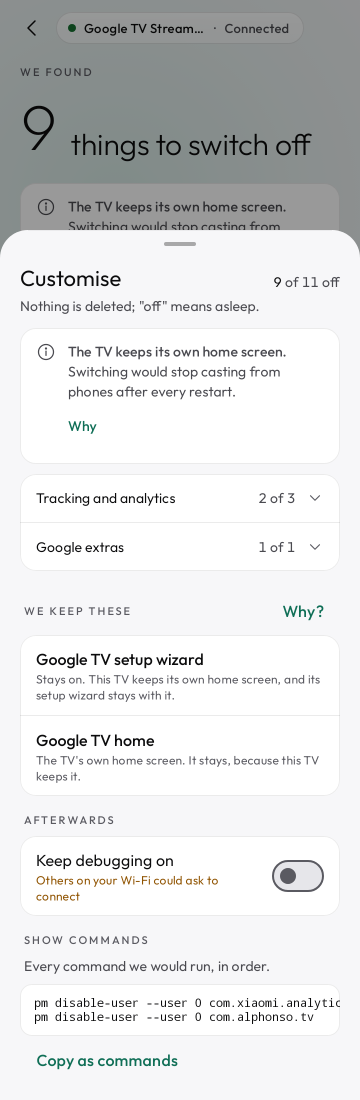 Google TV Stream... · Connected
WE FOUND
9 things to switch off
The TV keeps its own home screen.
Switching would stop casting from
Customise
9 of 11 off
Nothing is deleted; "off" means asleep.
The TV keeps its own home screen.
Switching would stop casting from
phones after every restart.
Why
Tracking and analytics 2 of 3
Google extras 1 of 1
WE KEEP THESE Why?
Google TV setup wizard
Stays on. This TV keeps its own home screen, and its
setup wizard stays with it.
Google TV home
The TV's own home screen. It stays, because this TV
keeps it.
AFTERWARDS
Keep debugging on
Others on your Wi-Fi could ask to
connect
SHOW COMMANDS
Every command we would run, in order.
pm disable-user --user 0 com.xiaomi.analytic
pm disable-user --user 0 com.alphonso.tv
Copy as commands